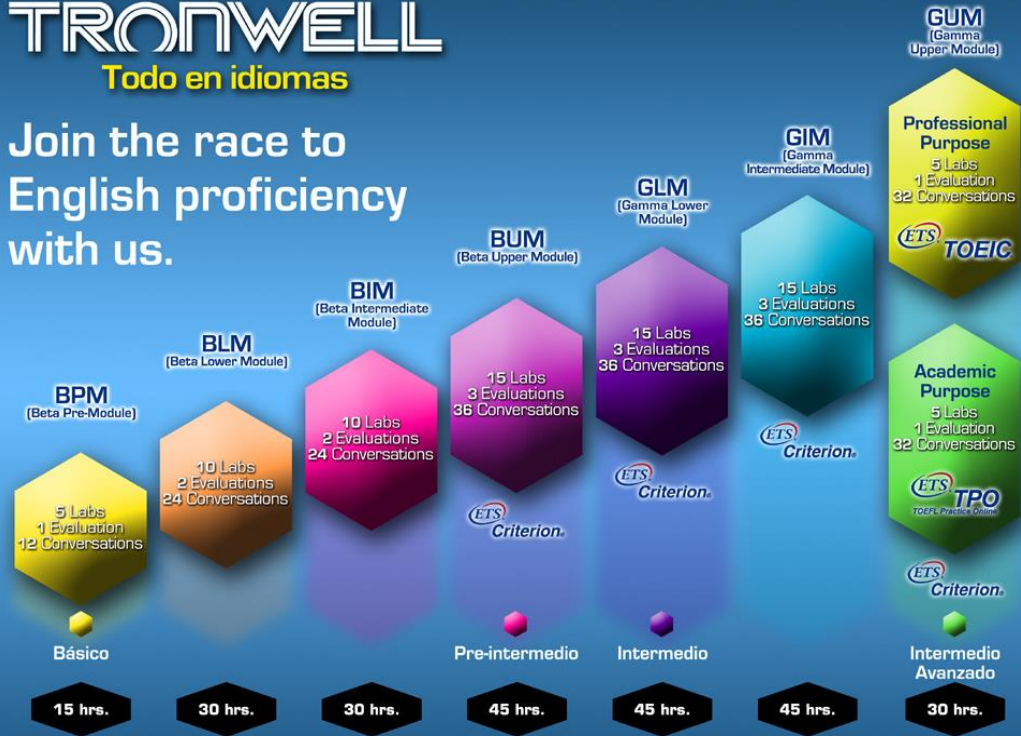 TRONWELL
Todo en idiomas
Join the race to
English proficiency
with us.
BPM
(Beta Pre-Module)
5 Labs
1 Evaluation
12 Conversations
Básico
15 hrs.
BLM
(Beta Lower Module)
10 Labs
2 Evaluations
24 Conversations
30 hrs.
BIM
(Beta Intermediate
Module)
10 Labs
2 Evaluations
24 Conversations
30 hrs.
BUM
(Beta Upper Module)
15 Labs
3 Evaluations
36 Conversations
ETS
Criterion®
Pre-intermedio
45 hrs.
GLM
(Gamma Lower
Module)
15 Labs
3 Evaluations
36 Conversations
ETS
Criterion®
Intermedio
45 hrs.
GIM
(Gamma
Intermediate Module)
15 Labs
3 Evaluations
36 Conversations
ETS
Criterion®
45 hrs.
GUM
(Gamma
Upper Module)
Professional
Purpose
5 Labs
1 Evaluation
32 Conversations
ETS
TOEIC
Academic
Purpose
5 Labs
1 Evaluation
32 Conversations
ETS
TPO
TOEFL Practice Online
ETS
Criterion®
Intermedio
Avanzado
30 hrs.